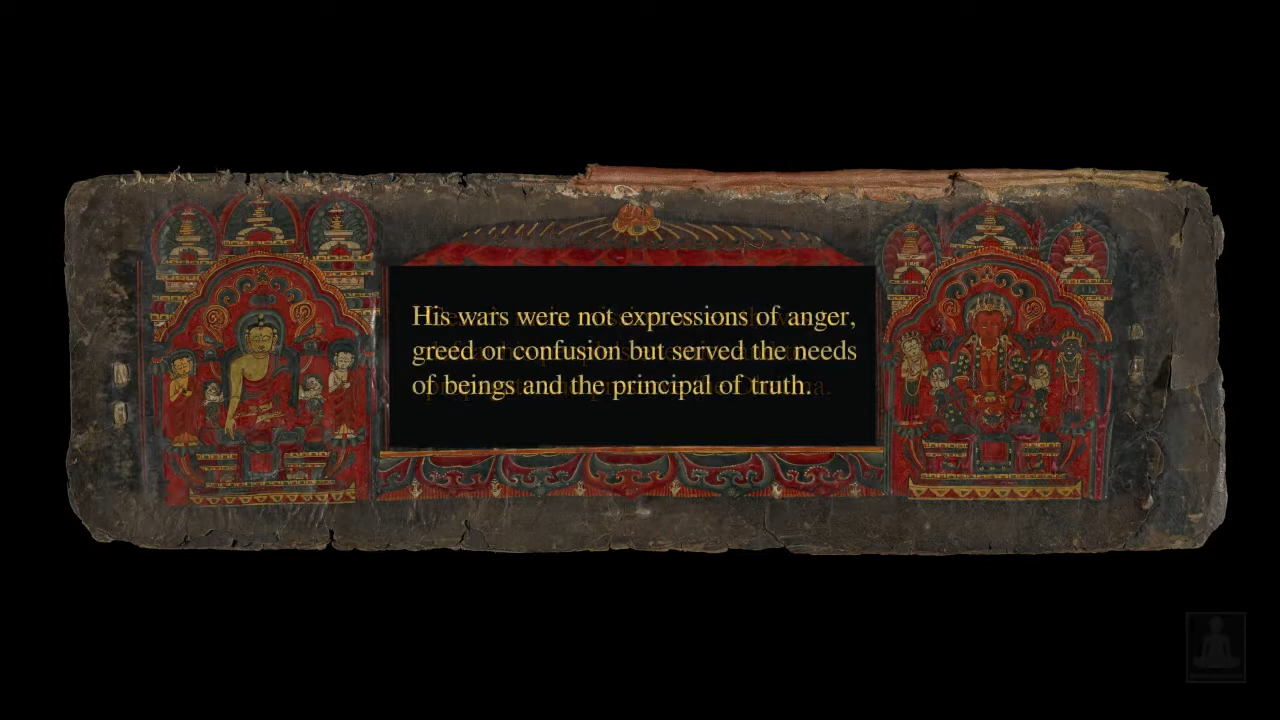 His wars were not expressions of anger,
greed or confusion but served the needs
of beings and the principal of truth.